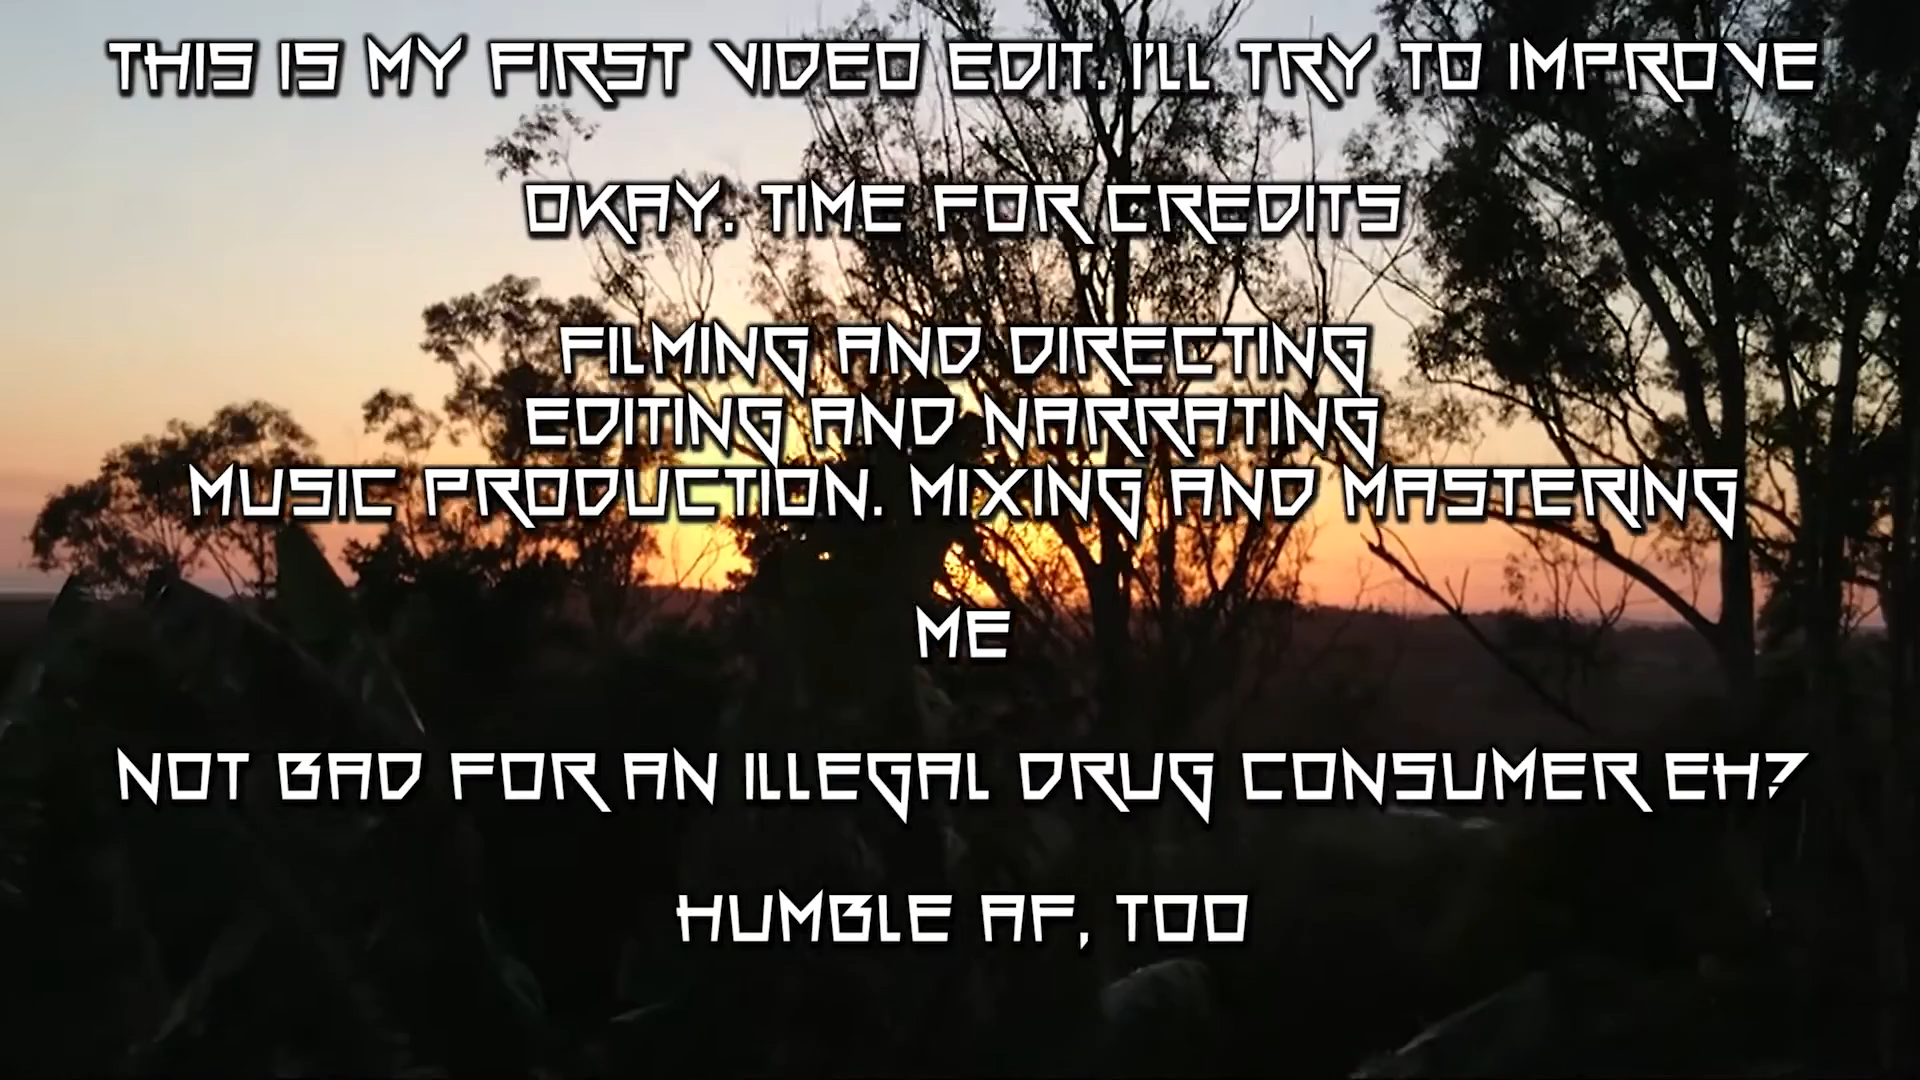 THIS IS MY FIRST VIDEO EDIT. I'LL TRY TO IMPROVE
OKAY. TIME FOR CREDITS
FILMING AND DIRECTING
EDITING AND NARRATING
MUSIC PRODUCTION. MIXING AND MASTERING
ME
NOT BAD FOR AN ILLEGAL DRUG CONSUMER EH?
HUMBLE AF, TOO